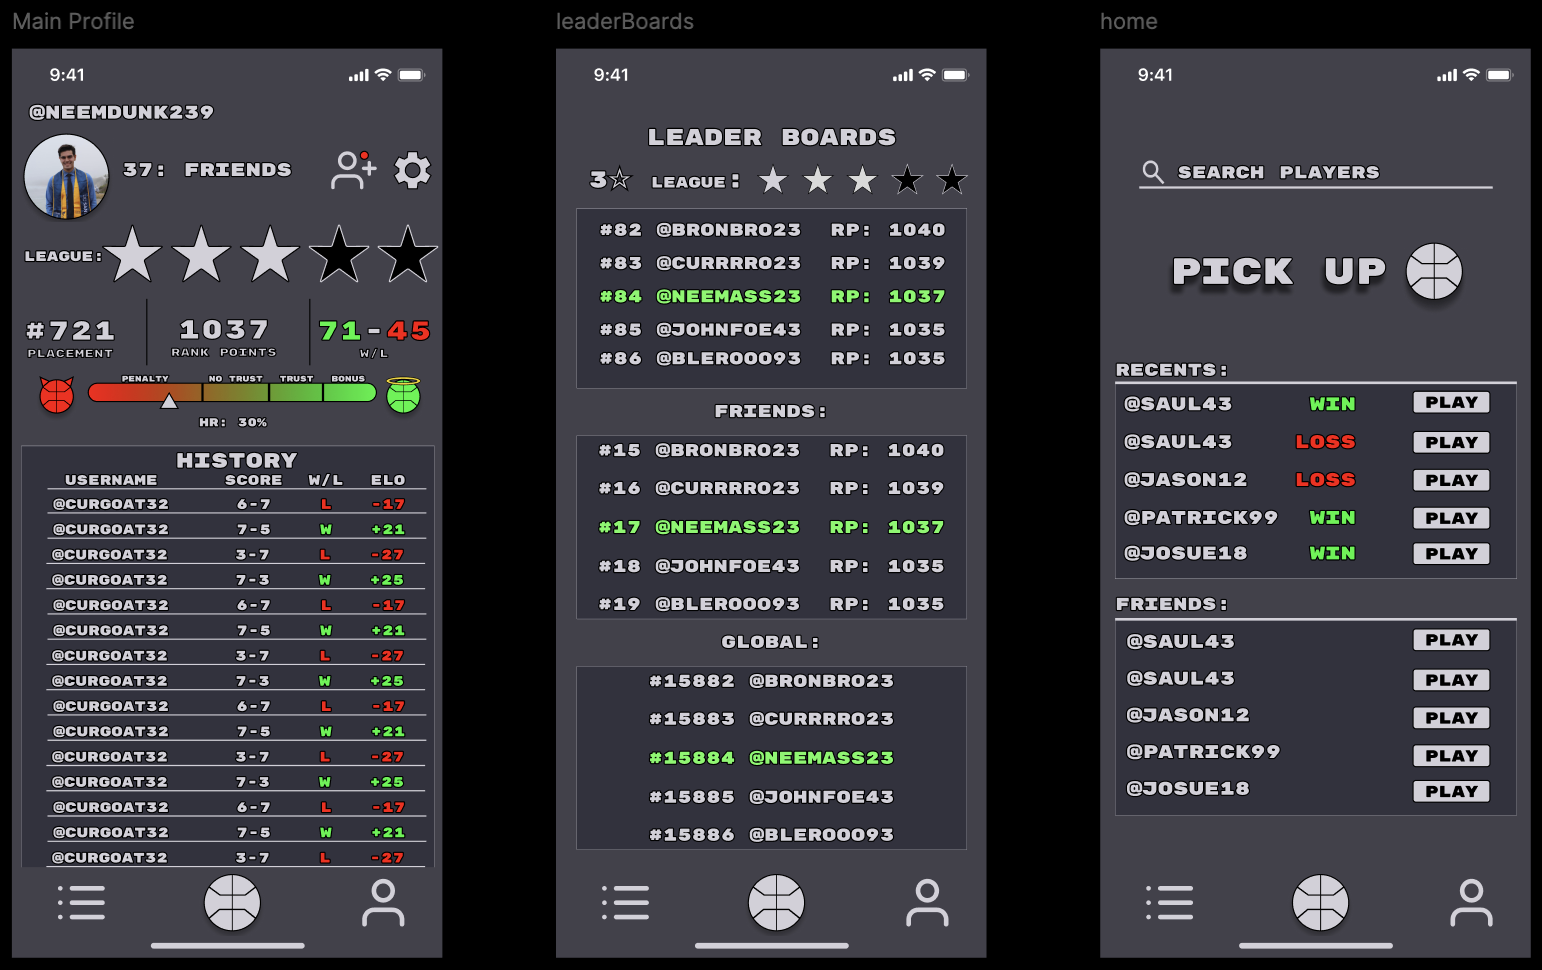 Main Profile
9:41
@NEEMDUNK239
37: FRIENDS
LEAGUE:
#721 1037 71-45
PLACEMENT RANK POINTS W/L
PENALTY NO TRUST TRUST BONUS
HR: 30%
HISTORY
USERNAME SCORE W/L ELO
@CURGOAT32 6-7 L -17
@CURGOAT32 7-5 W +21
@CURGOAT32 3-7 L -27
@CURGOAT32 7-3 W +25
@CURGOAT32 6-7 L -17
@CURGOAT32 7-5 W +21
@CURGOAT32 3-7 L -27
@CURGOAT32 7-3 W +25
@CURGOAT32 6-7 L -17
@CURGOAT32 7-5 W +21
@CURGOAT32 3-7 L -27
@CURGOAT32 7-3 W +25
@CURGOAT32 6-7 L -17
@CURGOAT32 7-5 W +21
@CURGOAT32 3-7 L -27
leaderBoards
9:41
LEADER BOARDS
3 LEAGUE:
#82 @BRONBRO23 RP: 1040
#83 @CURRRRO23 RP: 1039
#84 @NEEMASS23 RP: 1037
#85 @JOHNFOE43 RP: 1035
#86 @BLEROOO93 RP: 1035
FRIENDS:
#15 @BRONBRO23 RP: 1040
#16 @CURRRRO23 RP: 1039
#17 @NEEMASS23 RP: 1037
#18 @JOHNFOE43 RP: 1035
#19 @BLEROOO93 RP: 1035
GLOBAL:
#15882 @BRONBRO23
#15883 @CURRRRO23
#15884 @NEEMASS23
#15885 @JOHNFOE43
#15886 @BLEROOO93
home
9:41
SEARCH PLAYERS
PICK UP
RECENTS:
@SAUL43 WIN PLAY
@SAUL43 LOSS PLAY
@JASON12 LOSS PLAY
@PATRICK99 WIN PLAY
@JOSUE18 WIN PLAY
FRIENDS:
@SAUL43 PLAY
@SAUL43 PLAY
@JASON12 PLAY
@PATRICK99 PLAY
@JOSUE18 PLAY